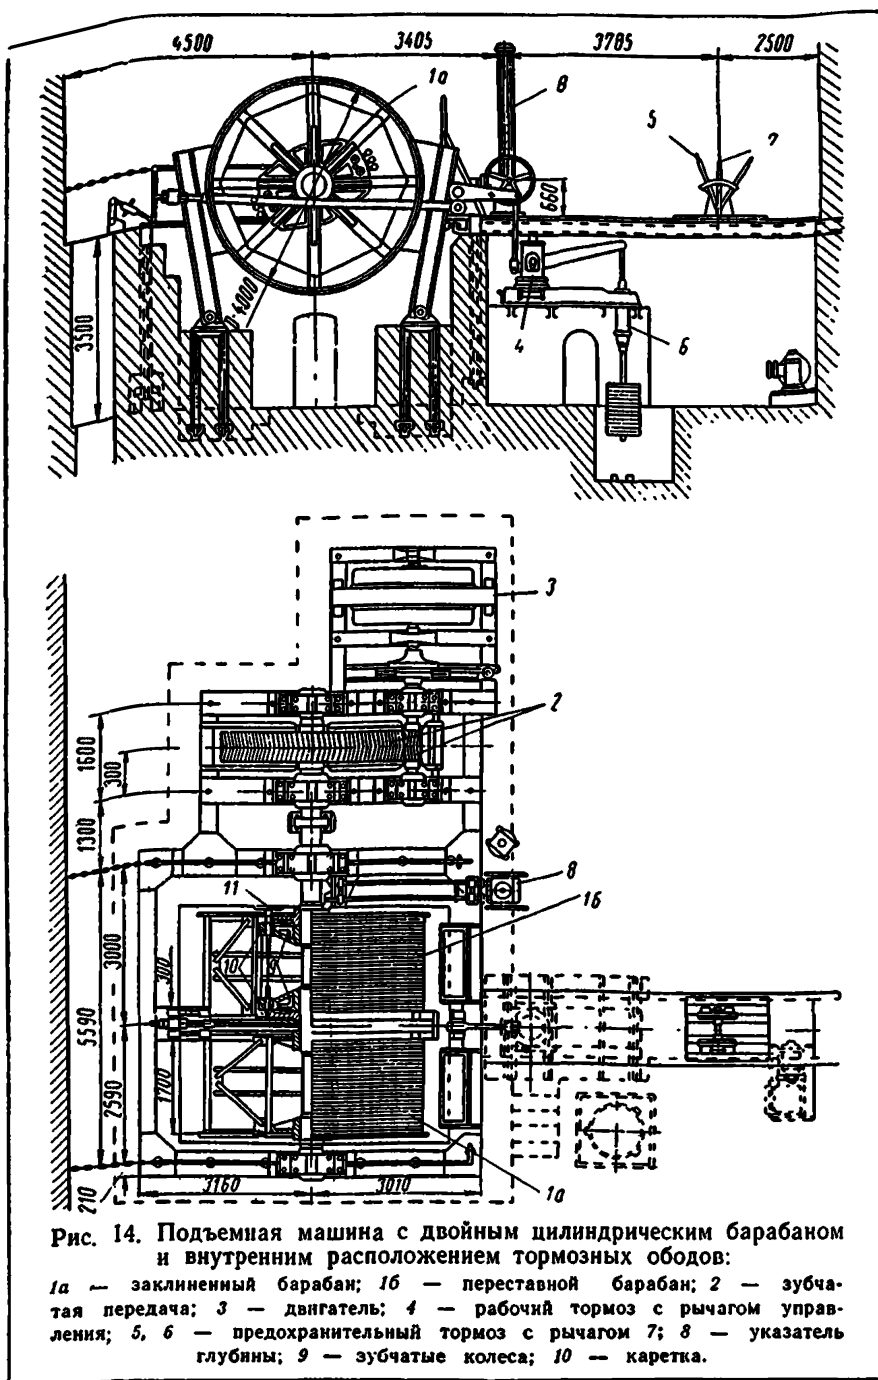 4500 3405 3785 2500
1а
8
5
7
660
D=4000
3500
4
6
3
2
1600
300
1300
8
11
1б
3000
10
9
300
5590
2590
1700
3160
3010
210
1а
Рис. 14. Подъемная машина с двойным цилиндрическим барабаном
и внутренним расположением тормозных ободов:
1а — заклиненный барабан; 1б — переставной барабан; 2 — зубча-
тая передача; 3 — двигатель; 4 — рабочий тормоз с рычагом управ-
ления; 5, 6 — предохранительный тормоз с рычагом 7; 8 — указатель
глубины; 9 — зубчатые колеса; 10 — каретка.